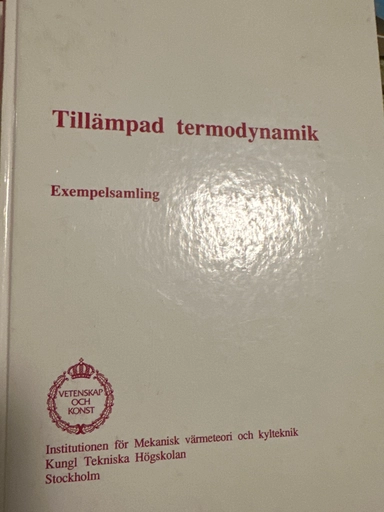 Tillämpad termodynamik
Exempelsamling
VETENSKAP
OCH
KONST
Institutionen för Mekanisk värmeteori och kylteknik
Kungl Tekniska Högskolan
Stockholm